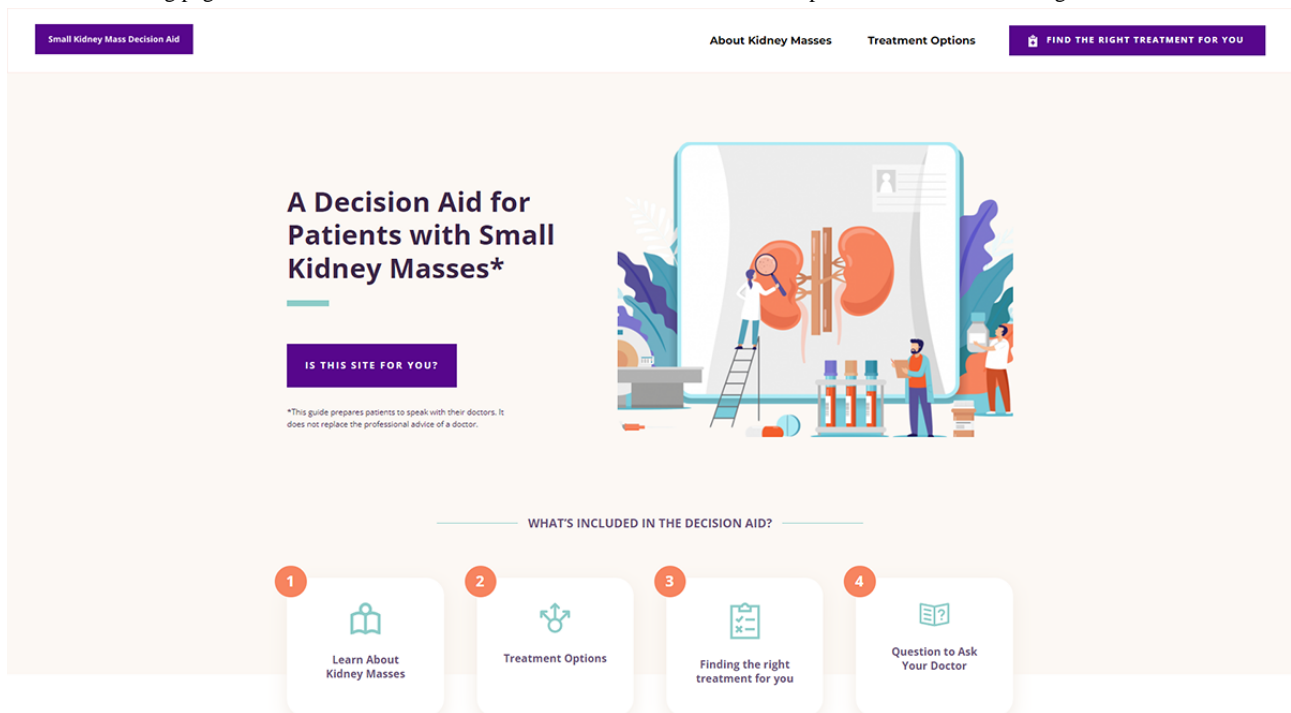 Small Kidney Mass Decision Aid
About Kidney Masses
Treatment Options
FIND THE RIGHT TREATMENT FOR YOU
A Decision Aid for
Patients with Small
Kidney Masses*
IS THIS SITE FOR YOU?
*This guide prepares patients to speak with their doctors. It
does not replace the professional advice of a doctor.
WHAT'S INCLUDED IN THE DECISION AID?
1
Learn About
Kidney Masses
2
Treatment Options
3
Finding the right
treatment for you
4
Question to Ask
Your Doctor